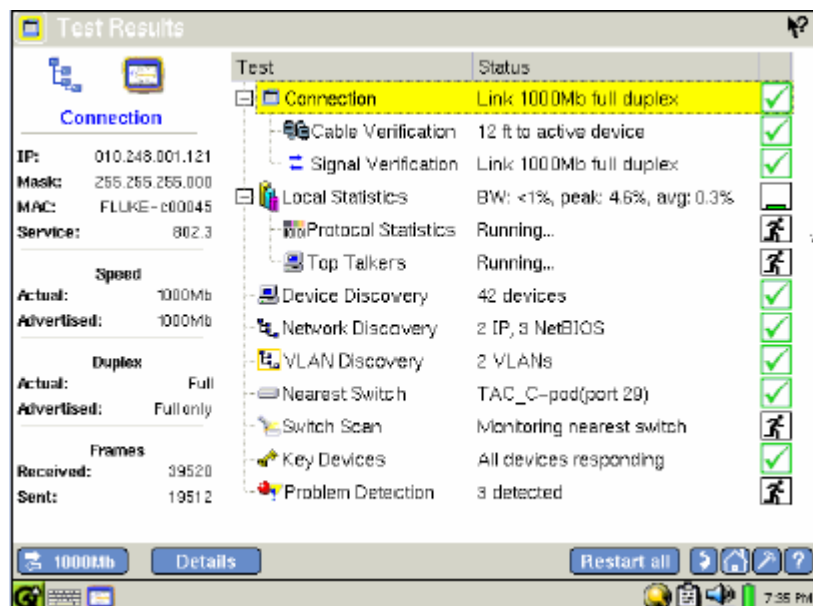 Test Results
Connection
IP: 010.248.001.121
Mask: 255.255.255.000
MAC: FLUKE-c00045
Service: 802.3
Speed
Actual: 1000Mb
Advertised: 1000Mb
Duplex
Actual: Full
Advertised: Full only
Frames
Received: 39520
Sent: 19512
Test Status
Connection Link 1000Mb full duplex
Cable Verification 12 ft to active device
Signal Verification Link 1000Mb full duplex
Local Statistics BW: <1%, peak: 4.6%, avg: 0.3%
Protocol Statistics Running...
Top Talkers Running...
Device Discovery 42 devices
Network Discovery 2 IP, 3 NetBIOS
VLAN Discovery 2 VLANs
Nearest Switch TAC_C-pod(port 29)
Switch Scan Monitoring nearest switch
Key Devices All devices responding
Problem Detection 3 detected
1000Mb Details Restart all ?
7:35 PM